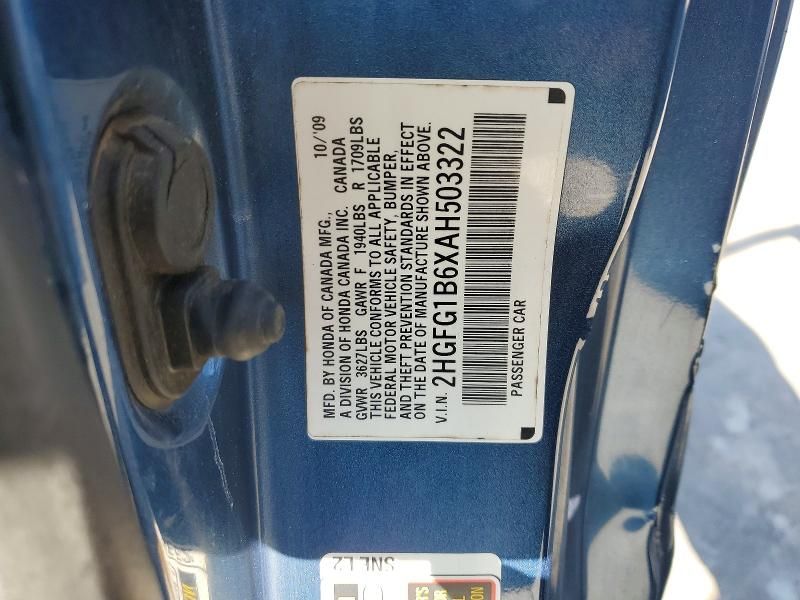 MFD. BY HONDA OF CANADA MFG., 10/'09
A DIVISION OF HONDA CANADA INC. CANADA
GVWR 3627LBS GAWR F 1940LBS R 1709LBS
THIS VEHICLE CONFORMS TO ALL APPLICABLE
FEDERAL MOTOR VEHICLE SAFETY, BUMPER,
AND THEFT PREVENTION STANDARDS IN EFFECT
ON THE DATE OF MANUFACTURE SHOWN ABOVE.
V.I.N. 2HGFG1B6XAH503322
PASSENGER CAR
SNL L2